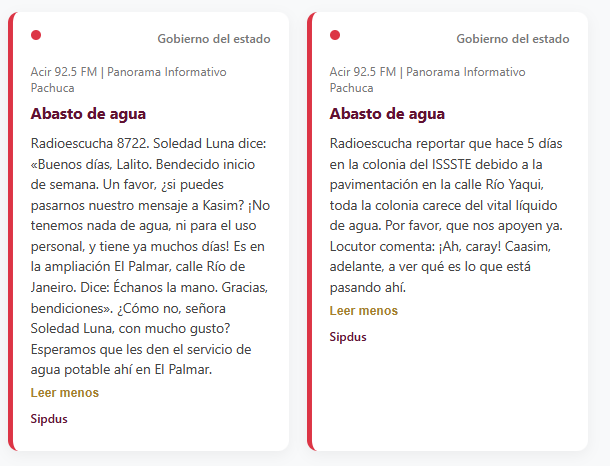 Gobierno del estado
Acir 92.5 FM | Panorama Informativo
Pachuca
Abasto de agua
Radioescucha 8722. Soledad Luna dice:
«Buenos días, Lalito. Bendecido inicio
de semana. Un favor, ¿si puedes
pasarnos nuestro mensaje a Kasim? ¡No
tenemos nada de agua, ni para el uso
personal, y tiene ya muchos días! Es en
la ampliación El Palmar, calle Río de
Janeiro. Dice: Échanos la mano. Gracias,
bendiciones». ¿Cómo no, señora
Soledad Luna, con mucho gusto?
Esperamos que les den el servicio de
agua potable ahí en El Palmar.
Leer menos
Sipdus
Gobierno del estado
Acir 92.5 FM | Panorama Informativo
Pachuca
Abasto de agua
Radioescucha reportar que hace 5 días
en la colonia del ISSSTE debido a la
pavimentación en la calle Río Yaqui,
toda la colonia carece del vital líquido
de agua. Por favor, que nos apoyen ya.
Locutor comenta: ¡Ah, caray! Caasim,
adelante, a ver qué es lo que está
pasando ahí.
Leer menos
Sipdus